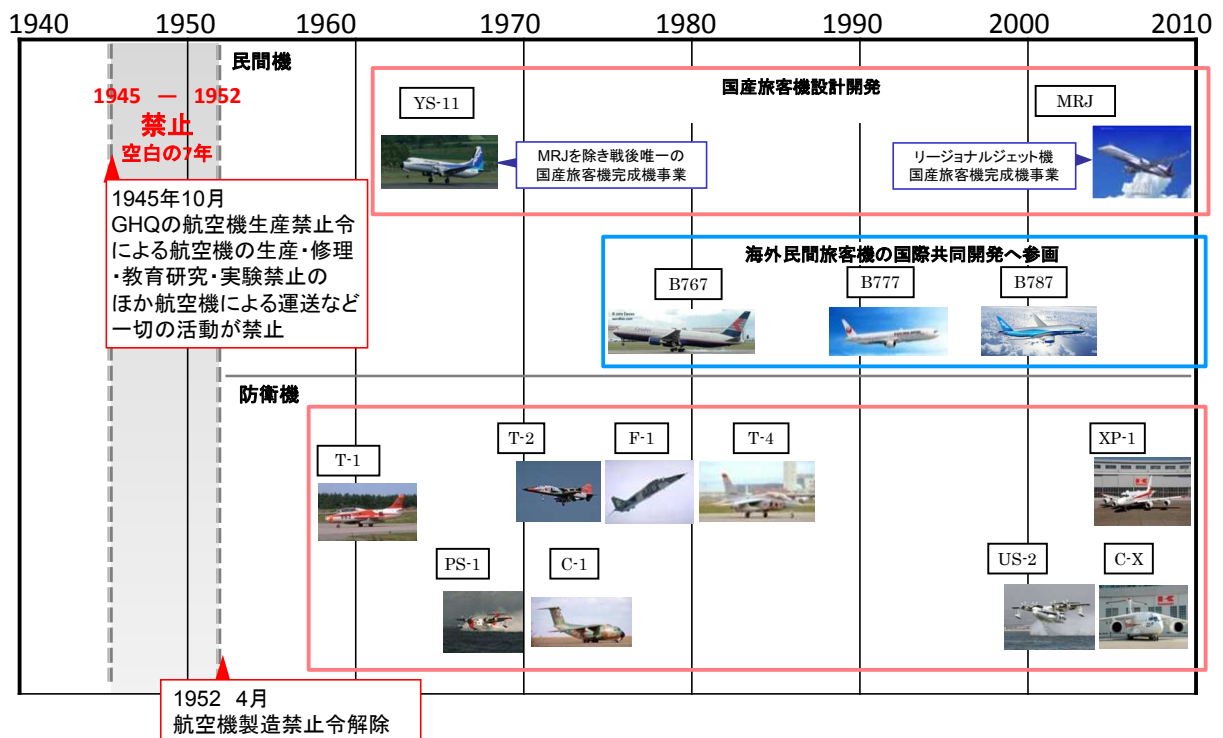 1940 1950 1960 1970 1980 1990 2000 2010
民間機
1945 ― 1952
禁止
空白の7年
1945年10月
GHQの航空機生産禁止令
による航空機の生産・修理
・教育研究・実験禁止の
ほか航空機による運送など
一切の活動が禁止
国産旅客機設計開発
YS-11
MRJ
MRJを除き戦後唯一の
国産旅客機完成機事業
リージョナルジェット機
国産旅客機完成機事業
海外民間旅客機の国際共同開発へ参画
B767
B777
B787
防衛機
T-1
T-2
F-1
T-4
XP-1
PS-1
C-1
US-2
C-X
1952 4月
航空機製造禁止令解除